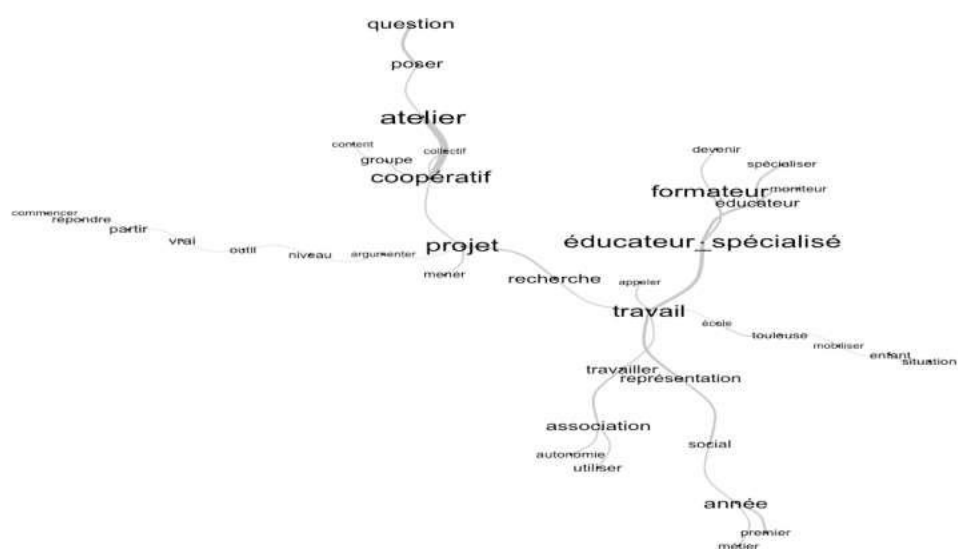 question
poser
atelier
content
collectif
groupe
coopératif
devenir
spécialiser
formateur
moniteur
éducateur
commencer
répondre
partir
vrai
outil
niveau
argumenter
projet
éducateur_spécialisé
mener
recherche
appeler
travail
école
toulouse
mobiliser
enfant
situation
travailler
représentation
association
social
autonomie
utiliser
année
premier
métier